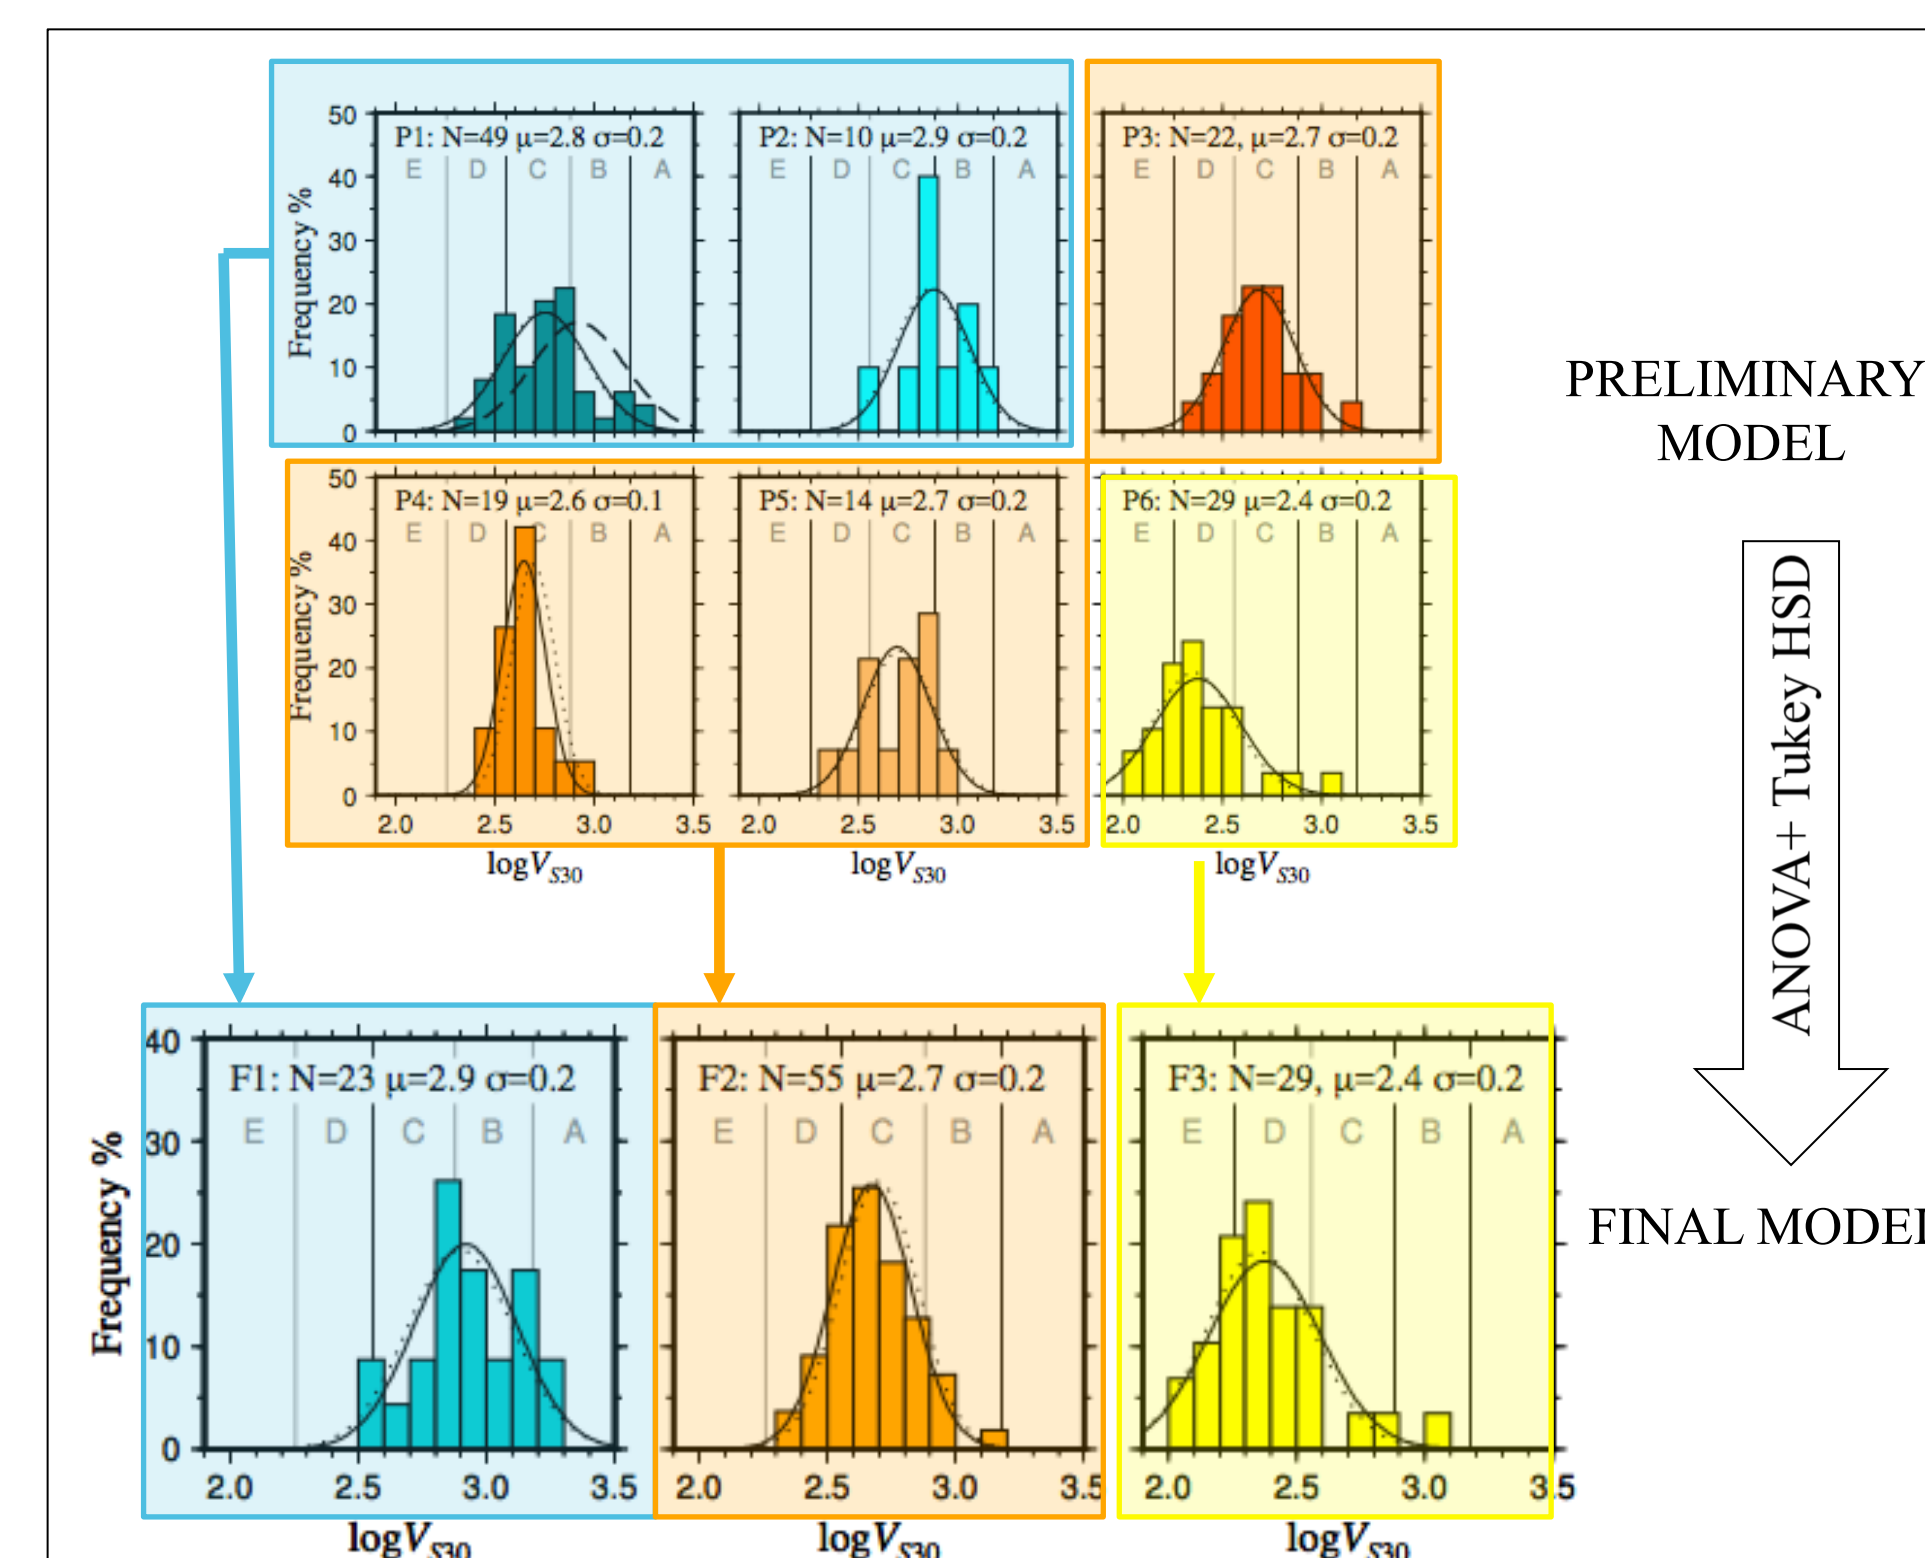 P1: N=49 μ=2.8 σ=0.2
E D C B A
P2: N=10 μ=2.9 σ=0.2
E D C B A
P3: N=22, μ=2.7 σ=0.2
E D C B A
50
40
30
20
10
0
Frequency %
PRELIMINARY
MODEL
P4: N=19 μ=2.6 σ=0.1
E D C B A
P5: N=14 μ=2.7 σ=0.2
E D C B A
P6: N=29 μ=2.4 σ=0.2
E D C B A
50
40
30
20
10
0
Frequency %
2.0 2.5 3.0 3.5
2.0 2.5 3.0 3.5
2.0 2.5 3.0 3.5
logVS30
logVS30
logVS30
ANOVA+ Tukey HSD
F1: N=23 μ=2.9 σ=0.2
E D C B A
F2: N=55 μ=2.7 σ=0.2
E D C B A
F3: N=29, μ=2.4 σ=0.2
E D C B A
40
30
20
10
0
Frequency %
FINAL MODEL
2.0 2.5 3.0 3.5
2.0 2.5 3.0 3.5
2.0 2.5 3.0 3.5
logVS30
logVS30
logVS30